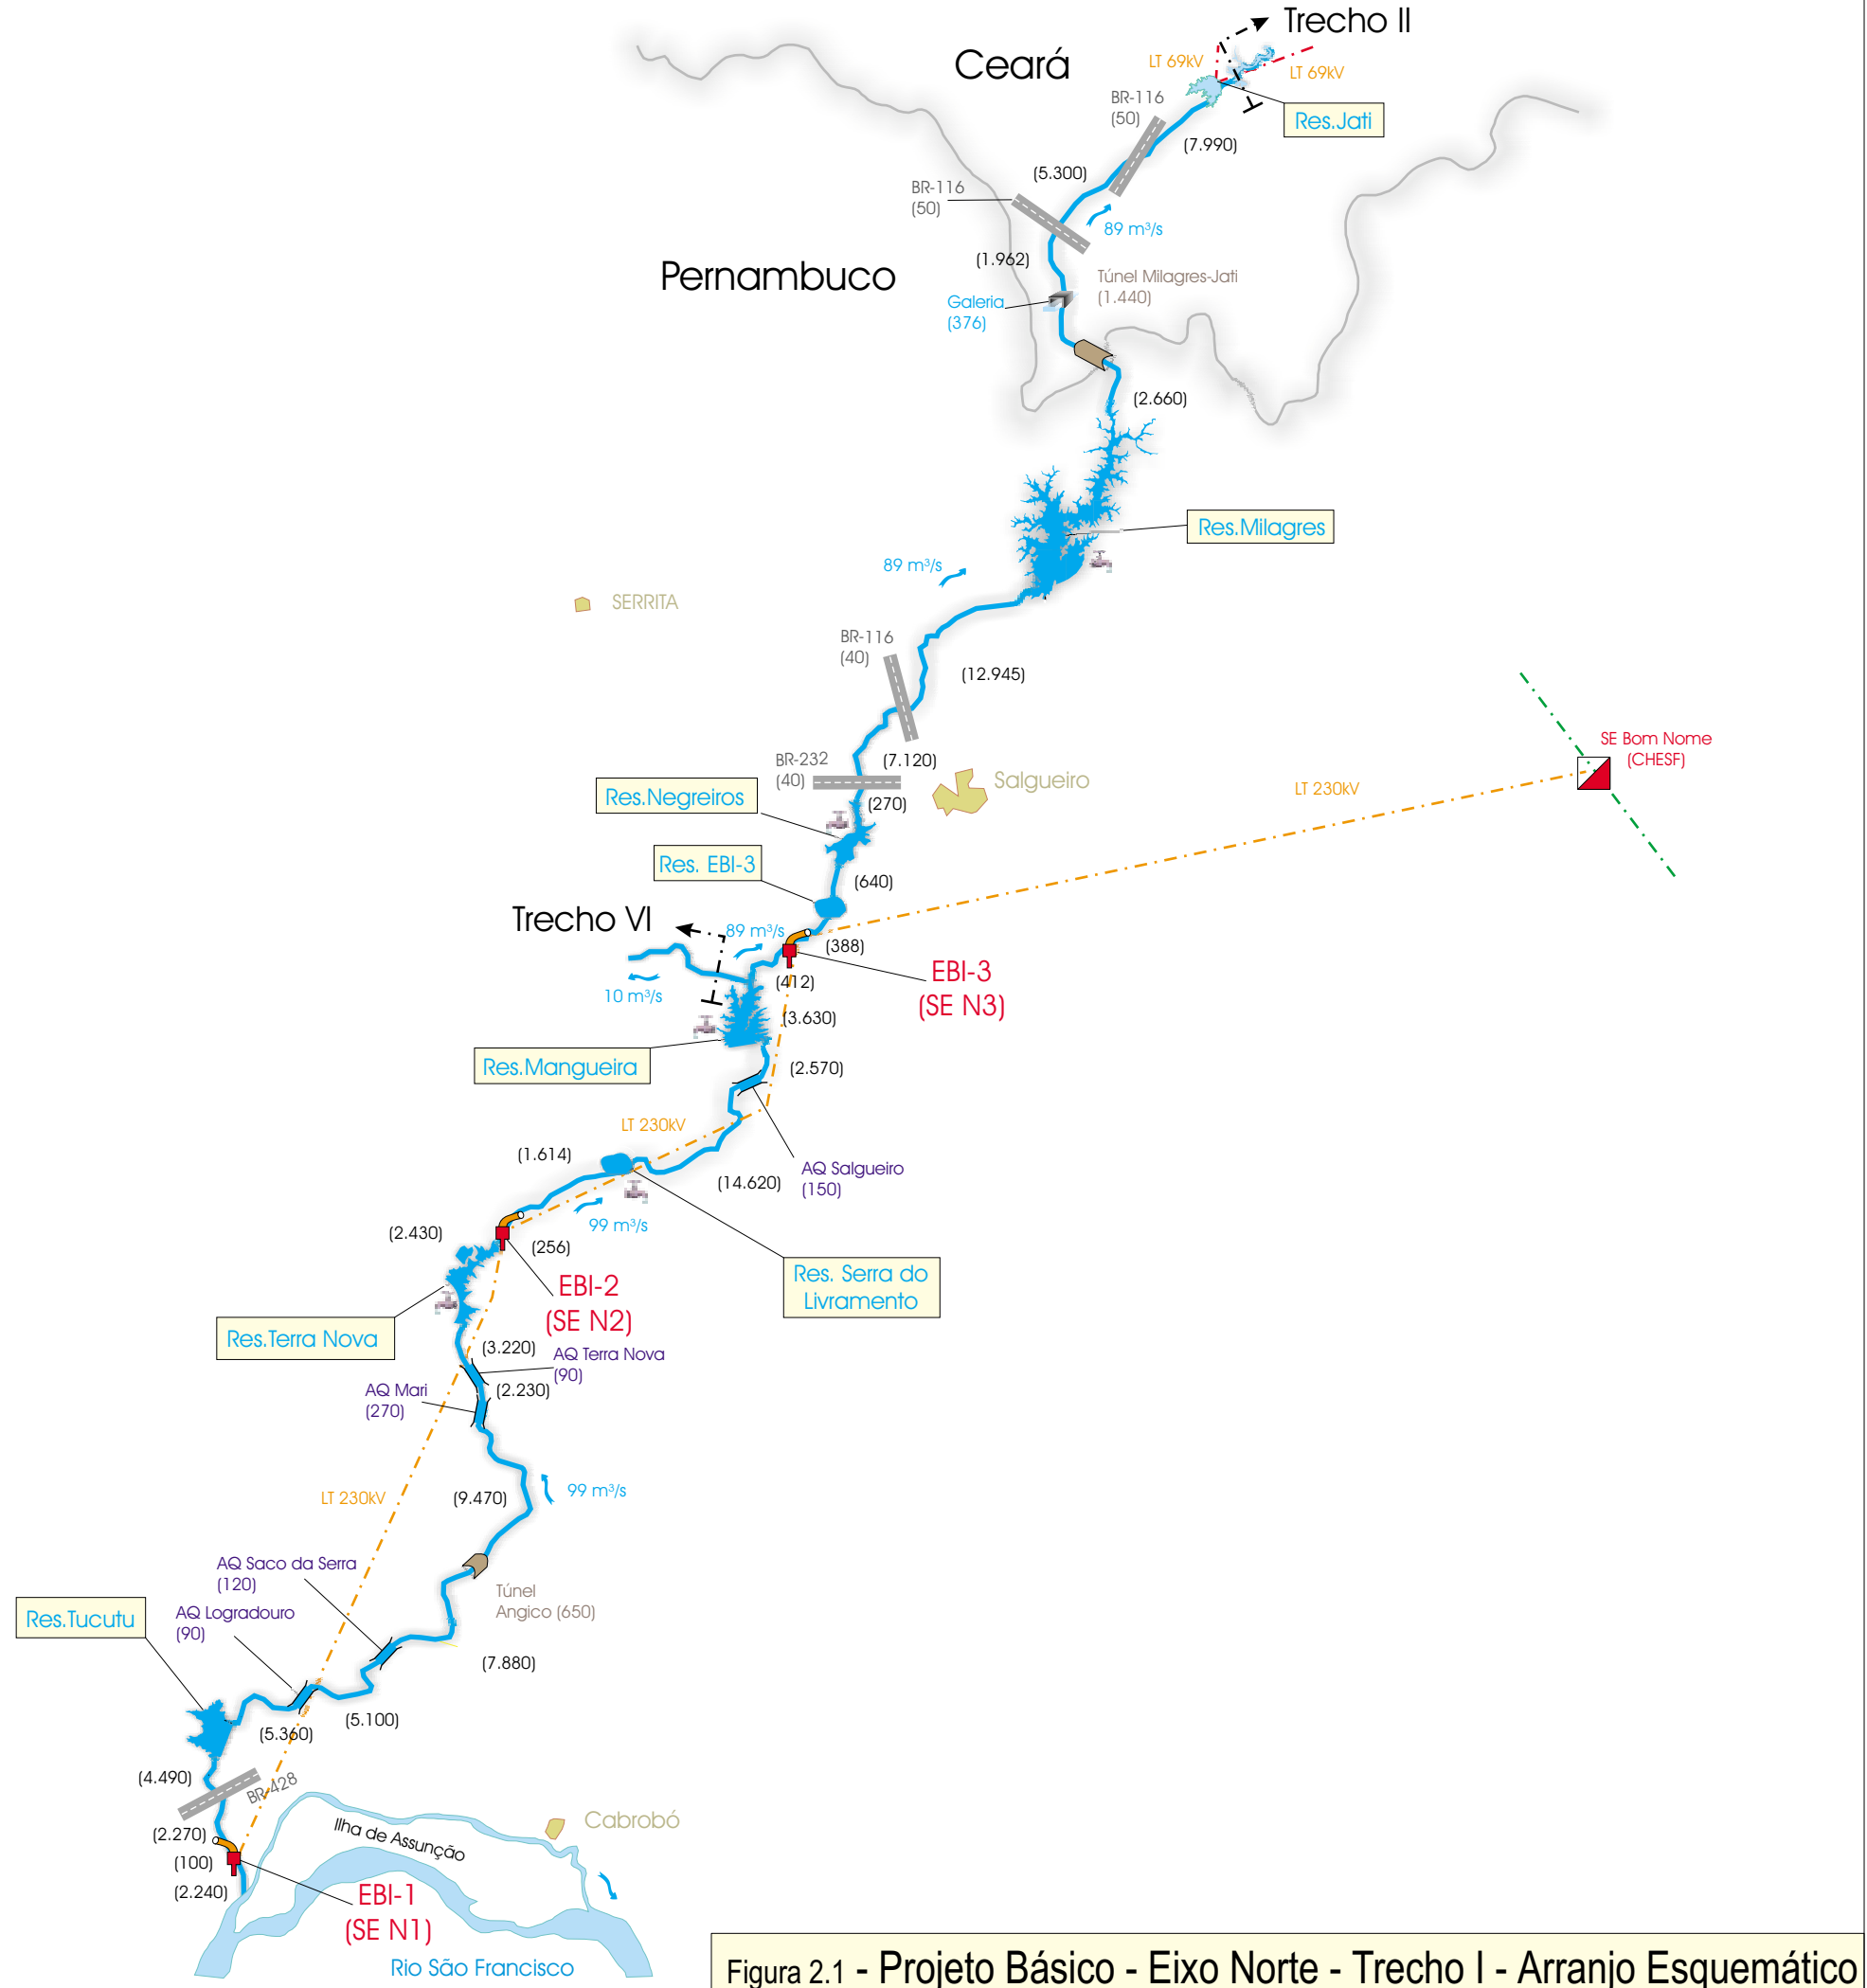 Trecho II
Ceará
LT 69kV
LT 69kV
BR-116
(50)
Res.Jati
(7.990)
(5.300)
BR-116
(50)
89 m³/s
(1.962)
Pernambuco
Túnel Milagres-Jati
(1.440)
Galeria
(376)
(2.660)
Res.Milagres
89 m³/s
SERRITA
BR-116
(40)
(12.945)
SE Bom Nome
(CHESF)
BR-232
(40)
(7.120)
Salgueiro
LT 230kV
Res.Negreiros
(270)
Res. EBI-3
(640)
Trecho VI
89 m³/s
(388)
EBI-3
(SE N3)
(412)
10 m³/s
(3.630)
Res.Mangueira
(2.570)
LT 230kV
(1.614)
AQ Salgueiro
(150)
(14.620)
99 m³/s
(2.430)
(256)
Res. Serra do
Livramento
EBI-2
(SE N2)
Res.Terra Nova
(3.220)
AQ Terra Nova
(90)
AQ Mari
(270)
(2.230)
LT 230kV
(9.470)
99 m³/s
AQ Saco da Serra
(120)
Túnel
Angico (650)
Res.Tucutu
AQ Logradouro
(90)
(7.880)
(5.360)
(5.100)
(4.490)
BR-428
Cabrobó
Ilha de Assunção
(2.270)
(100)
(2.240)
EBI-1
(SE N1)
Rio São Francisco
Figura 2.1 - Projeto Básico - Eixo Norte - Trecho I - Arranjo Esquemático